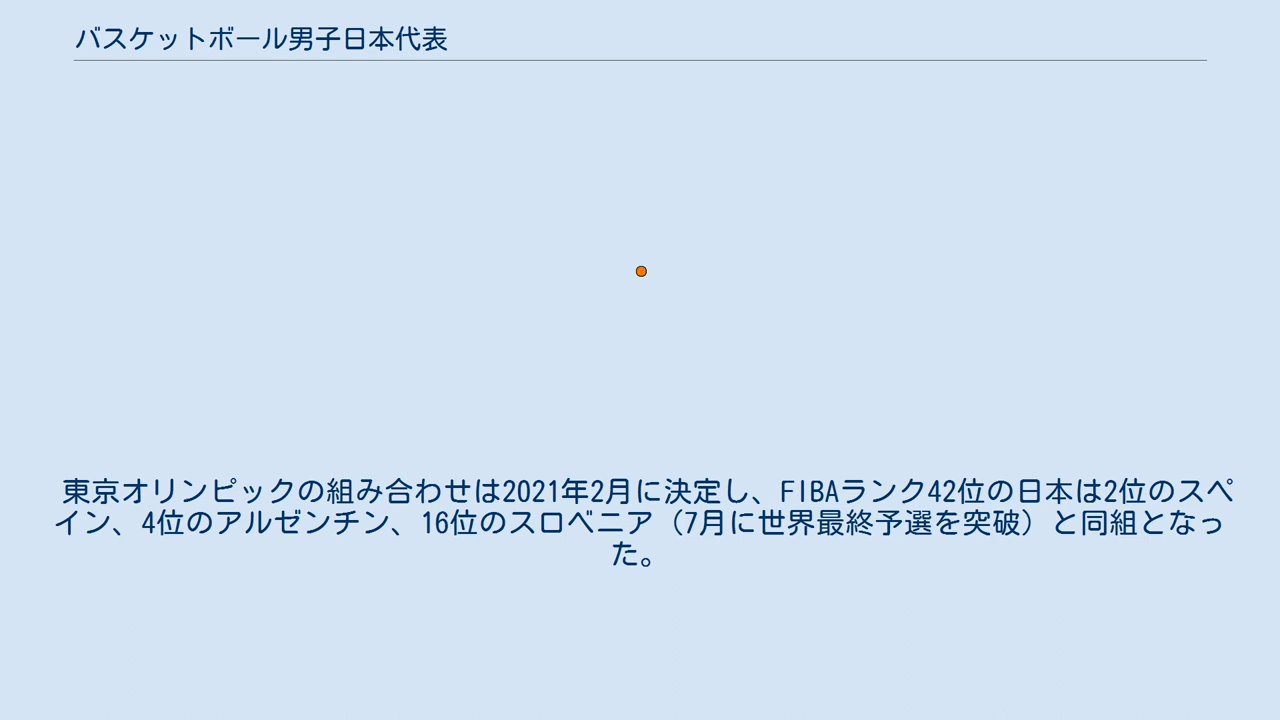 バスケットボール男子日本代表
東京オリンピックの組み合わせは2021年2月に決定し、FIBAランク42位の日本は2位のスペ
イン、4位のアルゼンチン、16位のスロベニア（7月に世界最終予選を突破）と同組となっ
た。